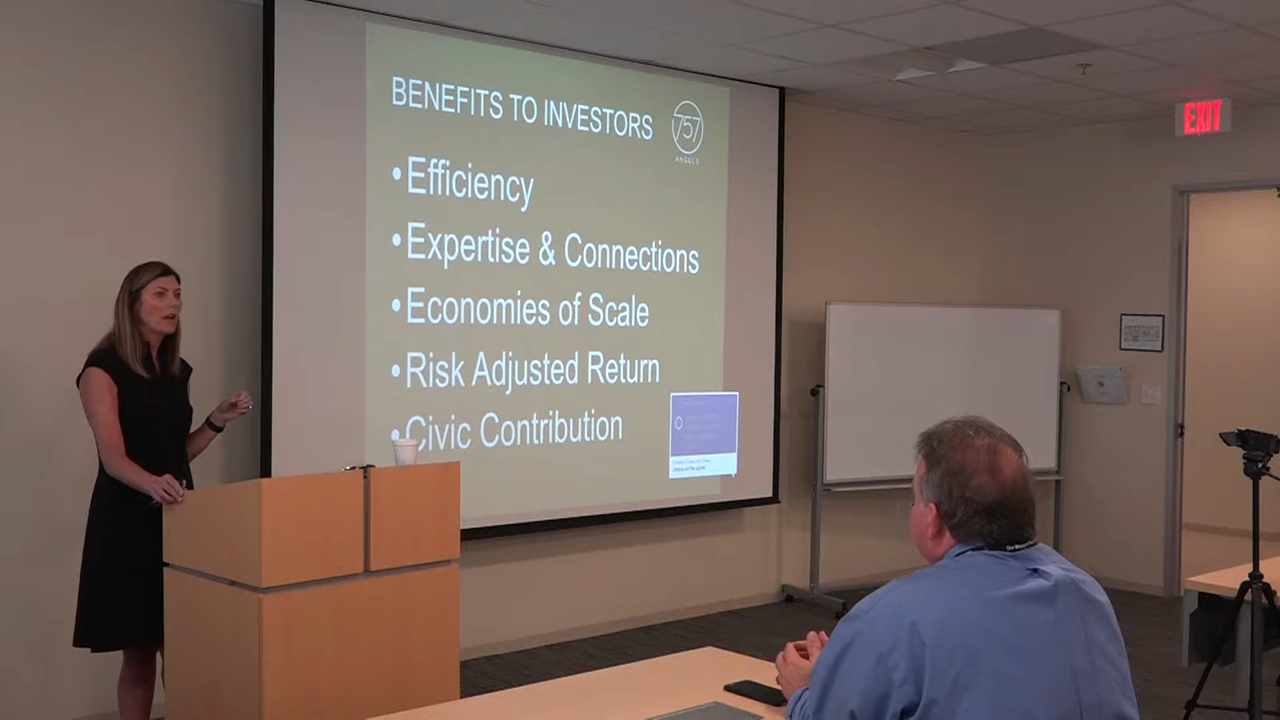 BENEFITS TO INVESTORS
757
ANGELS
•Efficiency
•Expertise & Connections
•Economies of Scale
•Risk Adjusted Return
•Civic Contribution
EXIT